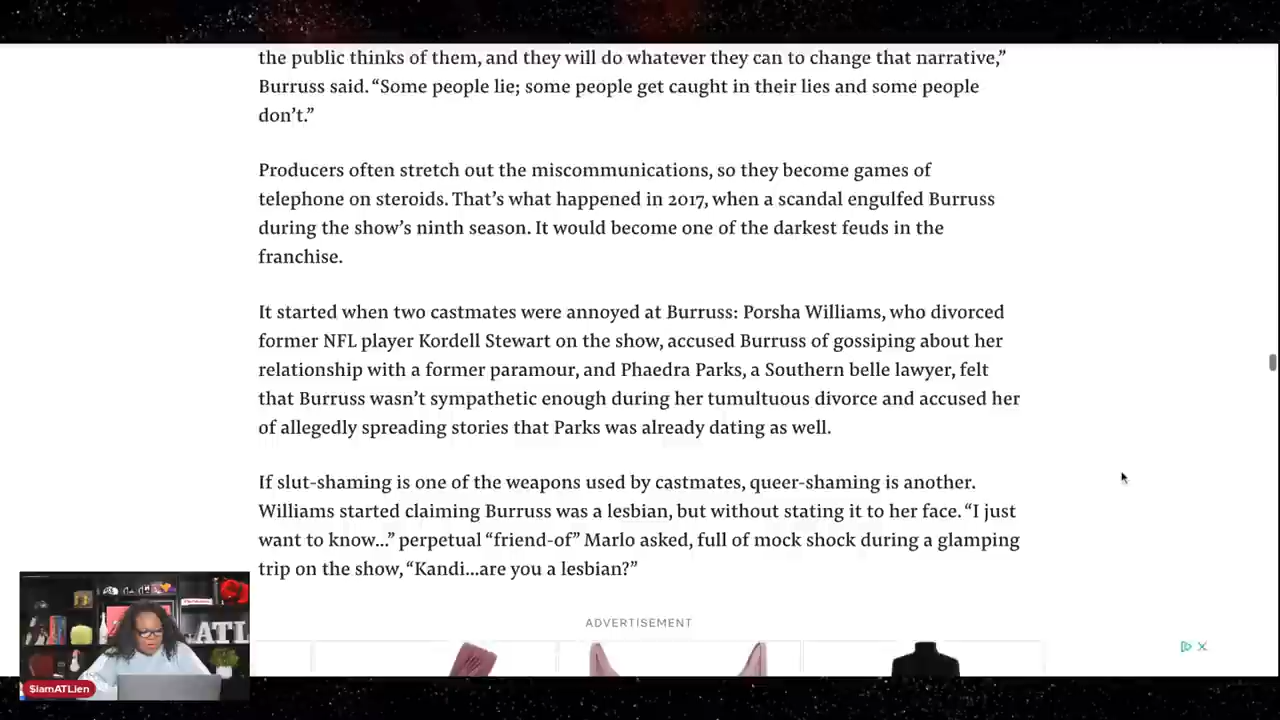 the public thinks of them, and they will do whatever they can to change that narrative,”
Burruss said. “Some people lie; some people get caught in their lies and some people
don’t.”
Producers often stretch out the miscommunications, so they become games of
telephone on steroids. That’s what happened in 2017, when a scandal engulfed Burruss
during the show’s ninth season. It would become one of the darkest feuds in the
franchise.
It started when two castmates were annoyed at Burruss: Porsha Williams, who divorced
former NFL player Kordell Stewart on the show, accused Burruss of gossiping about her
relationship with a former paramour, and Phaedra Parks, a Southern belle lawyer, felt
that Burruss wasn’t sympathetic enough during her tumultuous divorce and accused her
of allegedly spreading stories that Parks was already dating as well.
If slut-shaming is one of the weapons used by castmates, queer-shaming is another.
Williams started claiming Burruss was a lesbian, but without stating it to her face. “I just
want to know...” perpetual “friend-of” Marlo asked, full of mock shock during a glamping
trip on the show, “Kandi...are you a lesbian?”
ADVERTISEMENT
ATL
$iamATLien